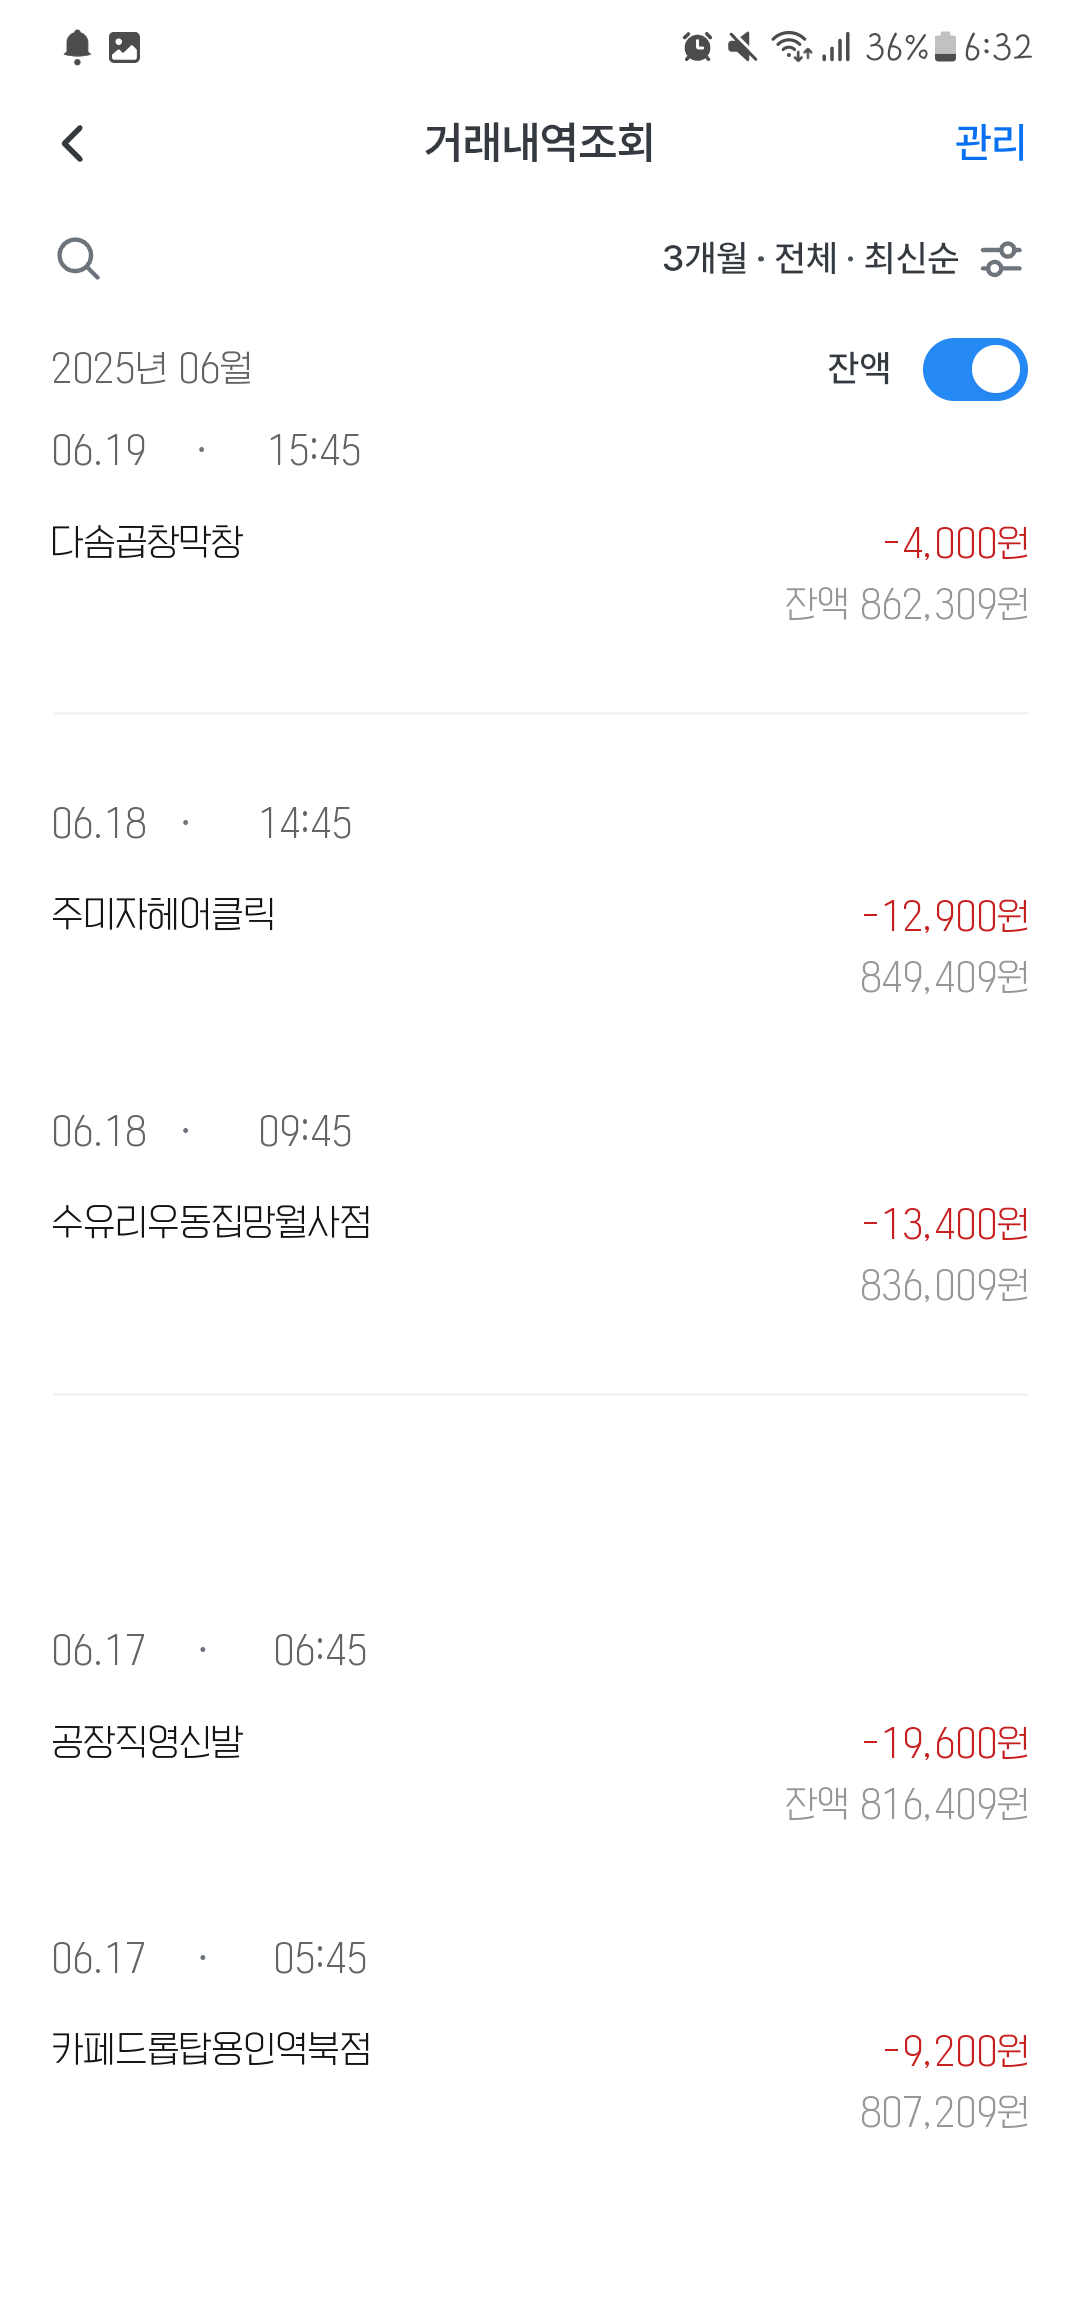 36% 6:32
거래내역조회 관리
3개월 · 전체 · 최신순
2025년 06월 잔액
06.19 · 15:45
다솜곱창막창 -4,000원
잔액 862,309원
06.18 · 14:45
주미자헤어클릭 -12,900원
849,409원
06.18 · 09:45
수유리우동집망월사점 -13,400원
836,009원
06.17 · 06:45
공장직영신발 -19,600원
잔액 816,409원
06.17 · 05:45
카페드롭탑용인역북점 -9,200원
807,209원